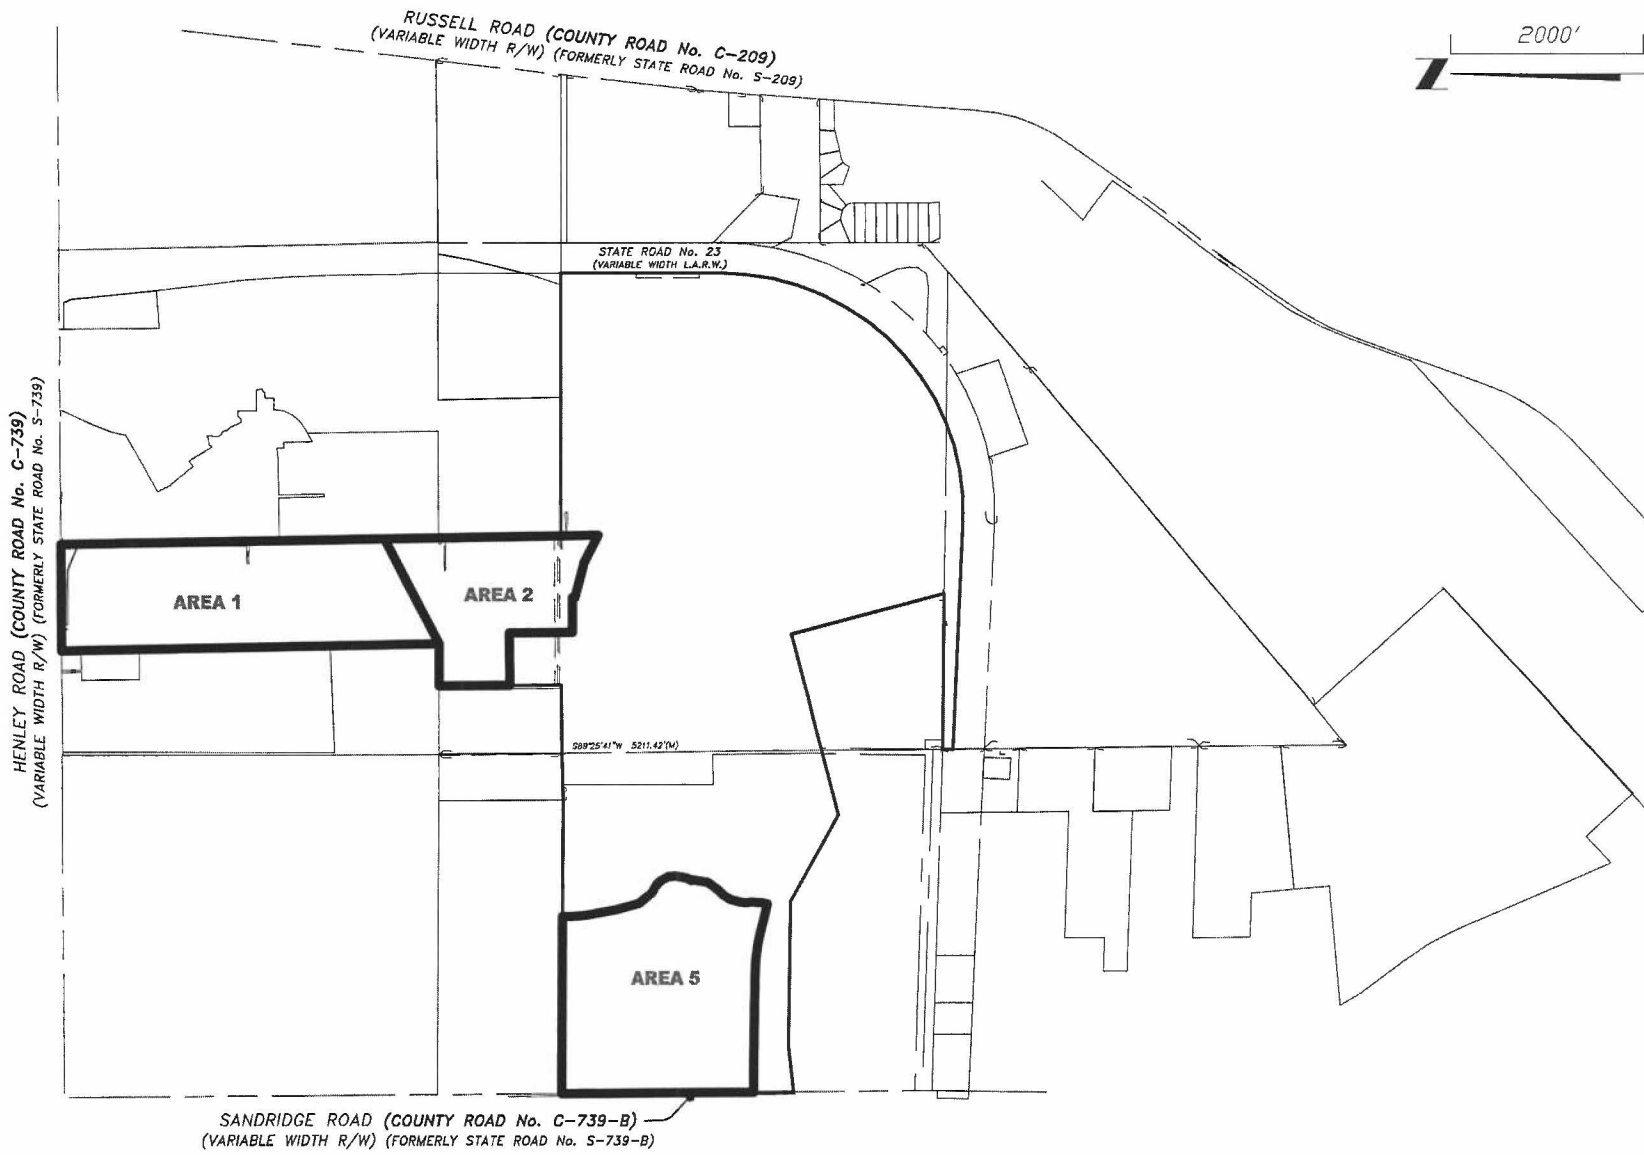 RUSSELL ROAD (COUNTY ROAD No. C-209)
(VARIABLE WIDTH R/W) (FORMERLY STATE ROAD No. S-209)
2000'
Z
STATE ROAD No. 23
(VARIABLE WIDTH L.A.R.W.)
HENLEY ROAD (COUNTY ROAD No. C-739)
(VARIABLE WIDTH R/W) (FORMERLY STATE ROAD No. S-739)
AREA 1
AREA 2
S89°25'41"W 5211.42'(M)
AREA 5
SANDRIDGE ROAD (COUNTY ROAD No. C-739-B)
(VARIABLE WIDTH R/W) (FORMERLY STATE ROAD No. S-739-B)